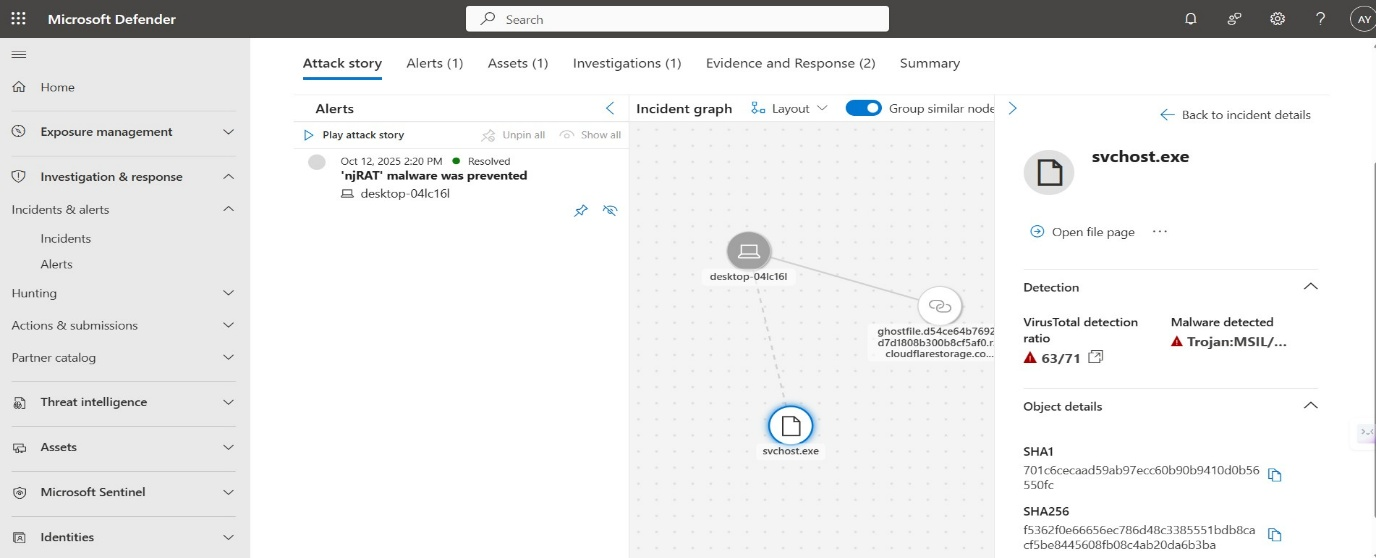 Microsoft Defender
Search
AY
Home
Exposure management
Investigation & response
Incidents & alerts
Incidents
Alerts
Hunting
Actions & submissions
Partner catalog
Threat intelligence
Assets
Microsoft Sentinel
Identities
Attack story
Alerts (1)
Assets (1)
Investigations (1)
Evidence and Response (2)
Summary
Alerts
Play attack story
Unpin all
Show all
Oct 12, 2025 2:20 PM
Resolved
'njRAT' malware was prevented
desktop-04lc16l
Incident graph
Layout
Group similar node
desktop-04lc16l
ghostfile.d54ce64b7692
d7d1808b300b8cf5af0.r
cloudflarestorage.co...
svchost.exe
Back to incident details
svchost.exe
Open file page
Detection
VirusTotal detection
ratio
63/71
Malware detected
Trojan:MSIL/...
Object details
SHA1
701c6cecaad59ab97ecc60b90b9410d0b56
550fc
SHA256
f5362f0e66656ec786d48c3385551bdb8ca
cf5be8445608fb08c4ab20da6b3ba